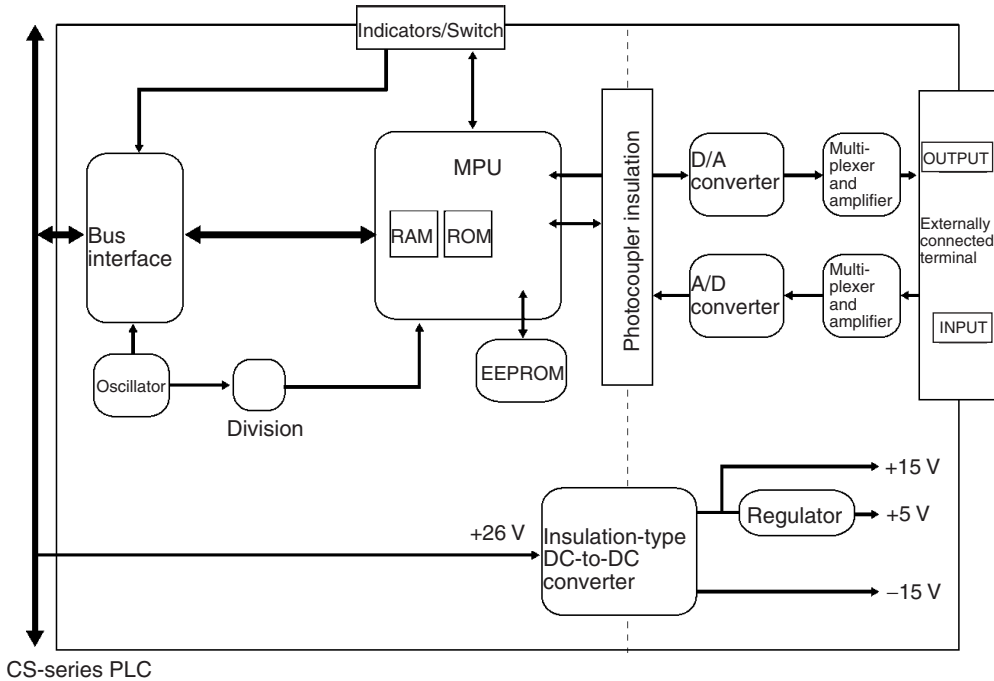 Indicators/Switch
MPU
RAM
ROM
Bus
interface
Oscillator
Division
EEPROM
Photocoupler insulation
D/A
converter
Multi-
plexer
and
amplifier
OUTPUT
Externally
connected
terminal
A/D
converter
Multi-
plexer
and
amplifier
INPUT
+26 V
Insulation-type
DC-to-DC
converter
+15 V
Regulator
+5 V
−15 V
CS-series PLC